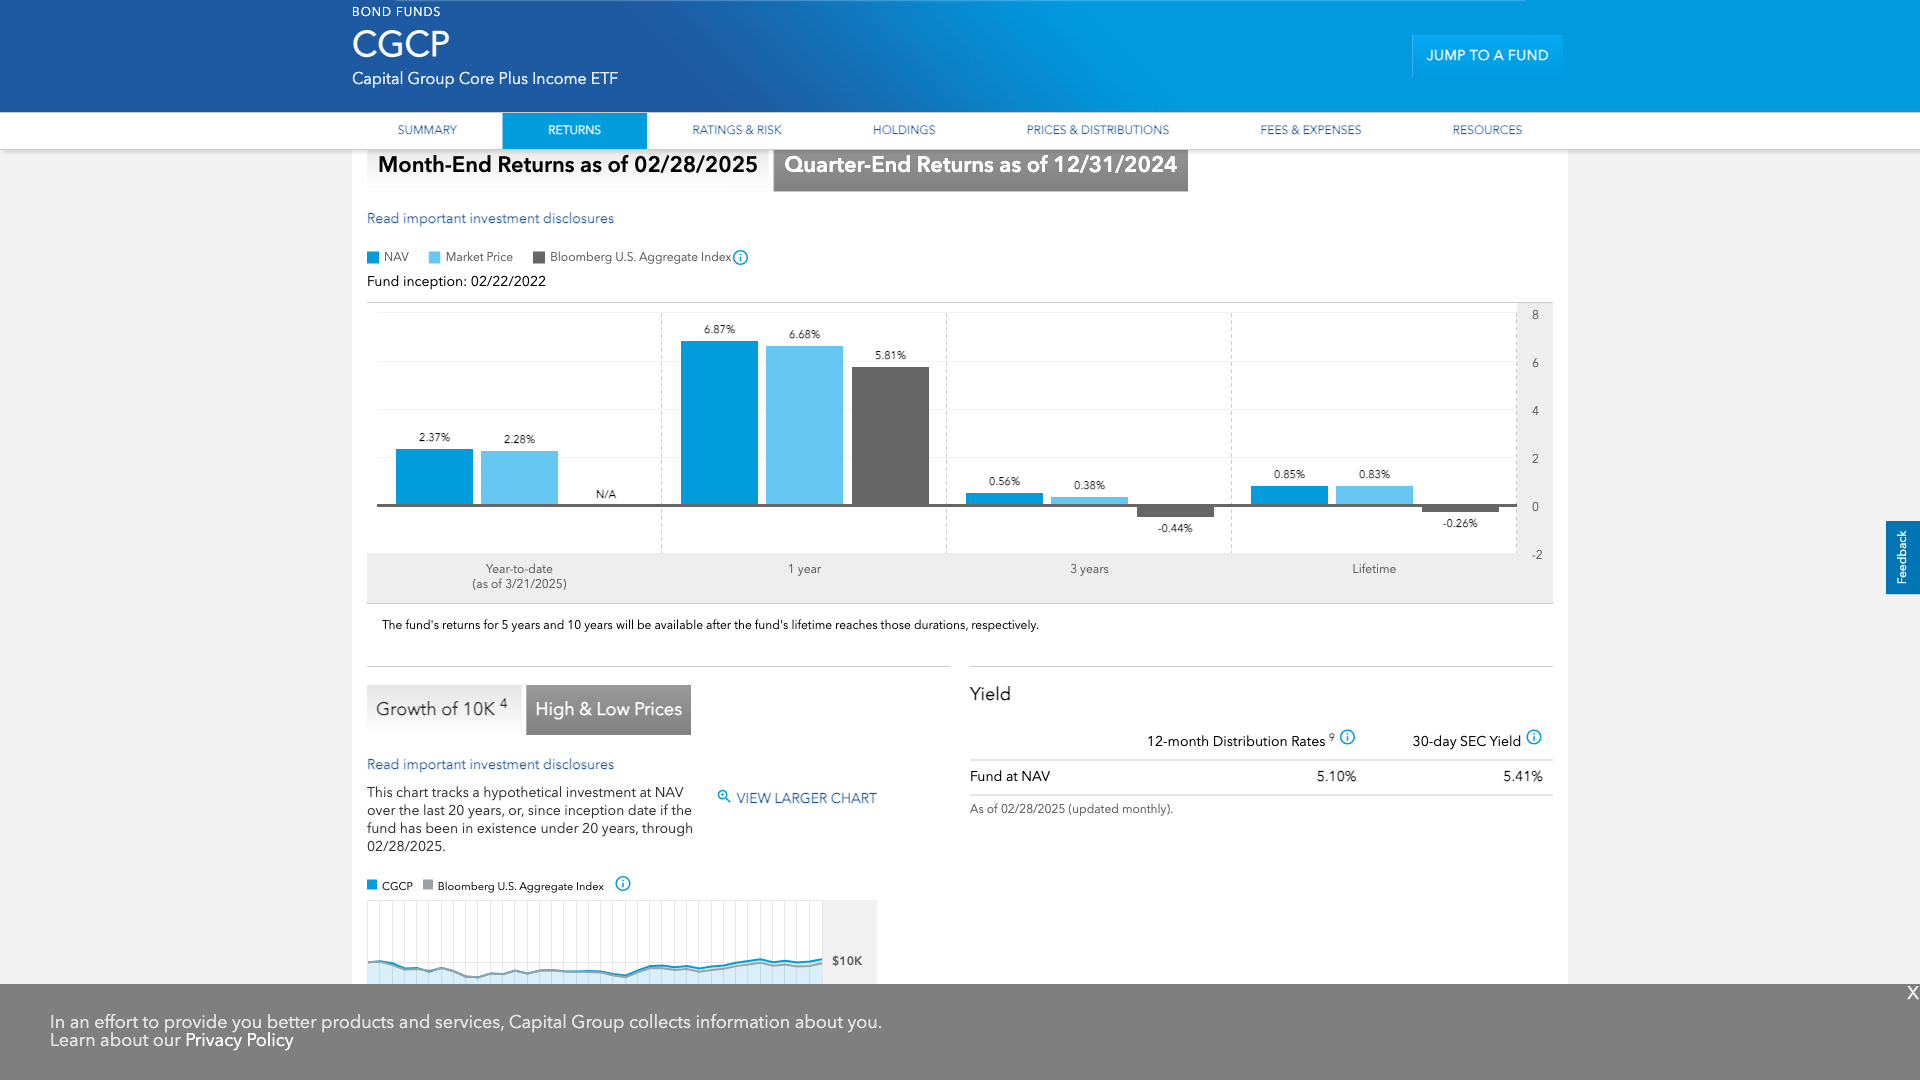 BOND FUNDS
CGCP
Capital Group Core Plus Income ETF
JUMP TO A FUND
SUMMARY
RETURNS
RATINGS & RISK
HOLDINGS
PRICES & DISTRIBUTIONS
FEES & EXPENSES
RESOURCES
Month-End Returns as of 02/28/2025
Quarter-End Returns as of 12/31/2024
Read important investment disclosures
NAV
Market Price
Bloomberg U.S. Aggregate Index
Fund inception: 02/22/2022
8
6
4
2
0
-2
2.37%
2.28%
N/A
6.87%
6.68%
5.81%
0.56%
0.38%
-0.44%
0.85%
0.83%
-0.26%
Year-to-date
(as of 3/21/2025)
1 year
3 years
Lifetime
Feedback
The fund's returns for 5 years and 10 years will be available after the fund's lifetime reaches those durations, respectively.
Growth of 10K 4
High & Low Prices
Read important investment disclosures
This chart tracks a hypothetical investment at NAV
over the last 20 years, or, since inception date if the
fund has been in existence under 20 years, through
02/28/2025.
VIEW LARGER CHART
CGCP
Bloomberg U.S. Aggregate Index
$10K
Yield
12-month Distribution Rates 9
30-day SEC Yield
Fund at NAV
5.10%
5.41%
As of 02/28/2025 (updated monthly).
X
In an effort to provide you better products and services, Capital Group collects information about you.
Learn about our Privacy Policy